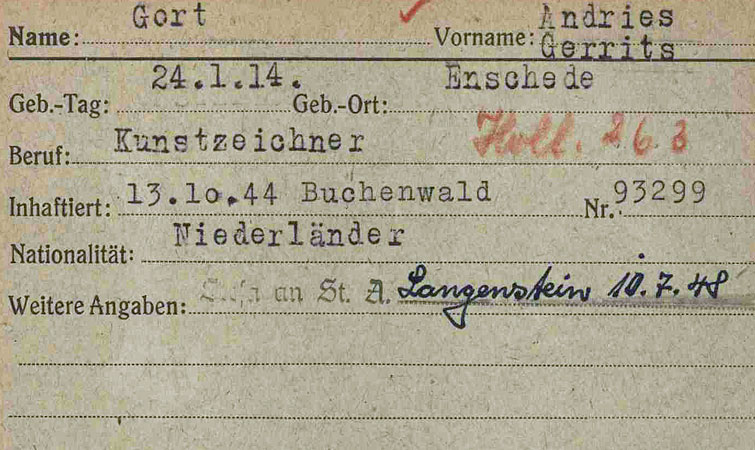 Name: Gort Vorname: Andries
Gerrits
Geb.-Tag: 24.1.14. Geb.-Ort: Enschede
Beruf: Kunstzeichner Holl. 26.3
Inhaftiert: 13.10.44 Buchenwald Nr. 93299
Nationalität: Niederländer
Weitere Angaben: an St. A. Langenstein 10.7.48